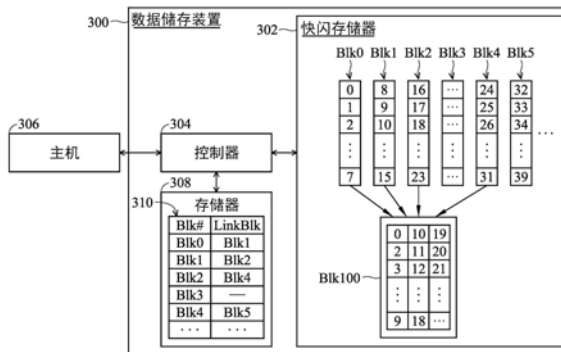 300
数据储存装置
302
快闪存储器
Blk0 Blk1 Blk2 Blk3 Blk4 Blk5
0 8 16 ... 24 32
1 9 17 ... 25 33
2 10 18 ... 26 34
⋮ ⋮ ⋮ ⋮ ⋮ ⋮ ...
7 15 23 ... 31 39
306
主机
304
控制器
308
存储器
310
Blk# LinkBlk
Blk0 Blk1
Blk1 Blk2
Blk2 Blk4
Blk3 —
Blk4 Blk5
... ...
Blk100
0 10 19
2 11 20
3 12 21
⋮ ⋮ ⋮
9 18 ...